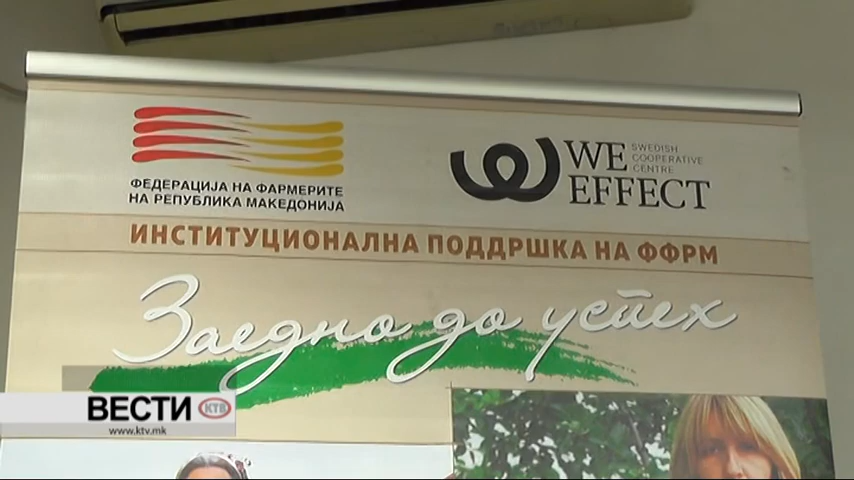 ФЕДЕРАЦИЈА НА ФАРМЕРИТЕ
НА РЕПУБЛИКА МАКЕДОНИЈА
WE
EFFECT
SWEDISH
COOPERATIVE
CENTRE
ИНСТИТУЦИОНАЛНА ПОДДРШКА НА ФФРМ
Заедно до успех
ВЕСТИ КТВ
www.ktv.mk